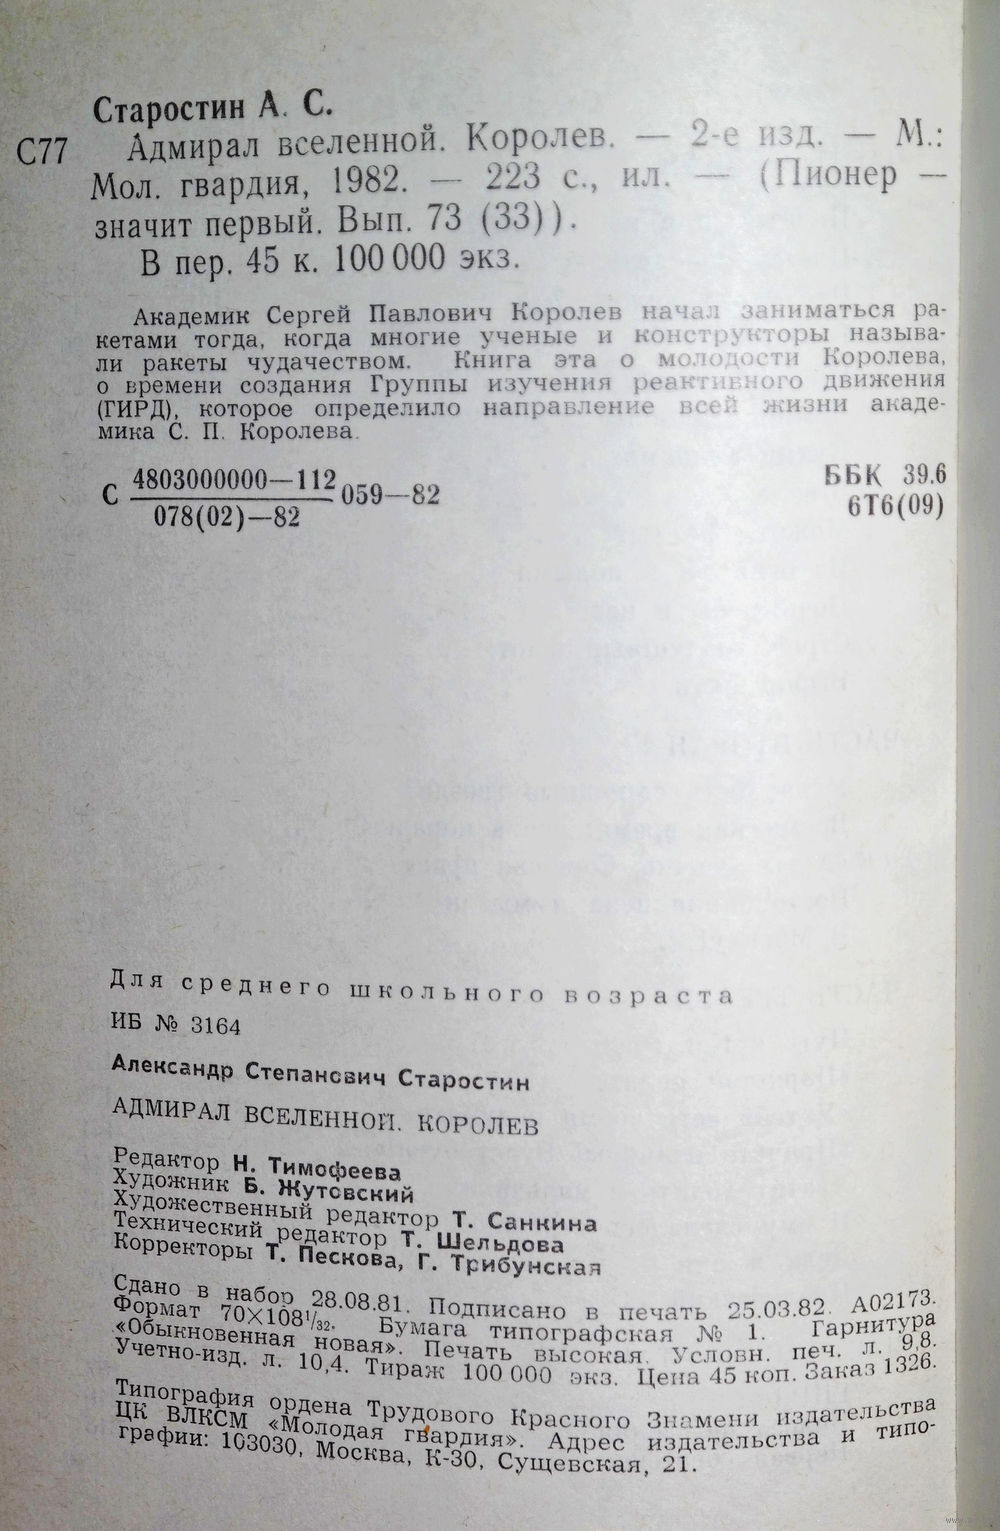 Старостин А. С.
С77 Адмирал вселенной. Королев. — 2-е изд. — М.:
Мол. гвардия, 1982. — 223 с., ил. — (Пионер —
значит первый. Вып. 73 (33)).
В пер. 45 к. 100 000 экз.
Академик Сергей Павлович Королев начал заниматься ра-
кетами тогда, когда многие ученые и конструкторы называ-
ли ракеты чудачеством. Книга эта о молодости Королева,
о времени создания Группы изучения реактивного движения
(ГИРД), которое определило направление всей жизни акаде-
мика С. П. Королева.
С 4803000000—112 059—82
078(02)—82
ББК 39.6
6Т6(09)
Для среднего школьного возраста
ИБ № 3164
Александр Степанович Старостин
АДМИРАЛ ВСЕЛЕННОЙ. КОРОЛЕВ
Редактор Н. Тимофеева
Художник Б. Жутовский
Художественный редактор Т. Санкина
Технический редактор Т. Шельдова
Корректоры Т. Пескова, Г. Трибунская
Сдано в набор 28.08.81. Подписано в печать 25.03.82. А02173.
Формат 70×108¹/₃₂. Бумага типографская № 1. Гарнитура
«Обыкновенная новая». Печать высокая. Условн. печ. л. 9,8.
Учетно-изд. л. 10,4. Тираж 100 000 экз. Цена 45 коп. Заказ 1326.
Типография ордена Трудового Красного Знамени издательства
ЦК ВЛКСМ «Молодая гвардия». Адрес издательства и типо-
графии: 103030, Москва, К-30, Сущевская, 21.